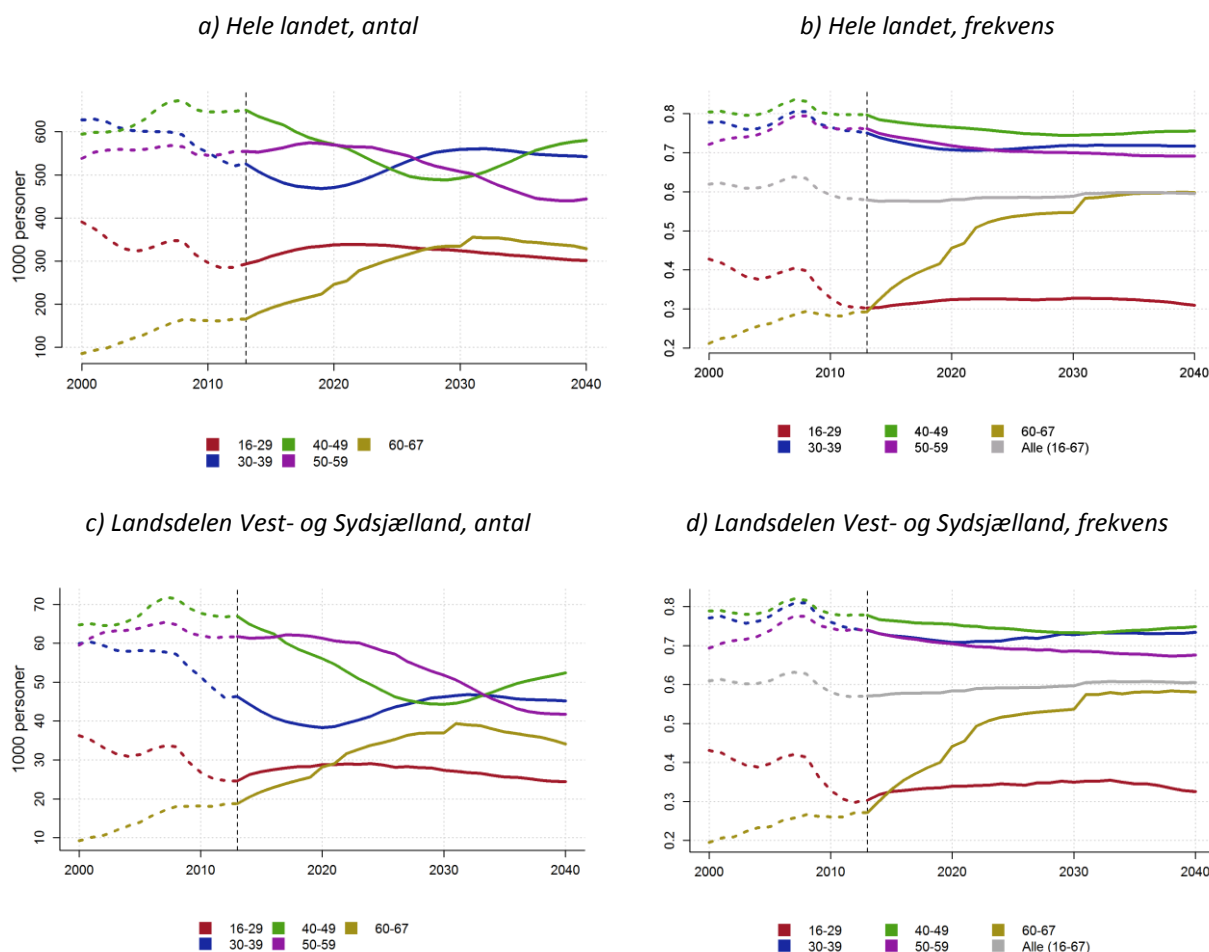 a) Hele landet, antal
1000 personer
100 200 300 400 500 600
2000 2010 2020 2030 2040
16-29 40-49 60-67
30-39 50-59
b) Hele landet, frekvens
0.2 0.3 0.4 0.5 0.6 0.7 0.8
2000 2010 2020 2030 2040
16-29 40-49 60-67
30-39 50-59 Alle (16-67)
c) Landsdelen Vest- og Sydsjælland, antal
1000 personer
10 20 30 40 50 60 70
2000 2010 2020 2030 2040
16-29 40-49 60-67
30-39 50-59
d) Landsdelen Vest- og Sydsjælland, frekvens
0.2 0.3 0.4 0.5 0.6 0.7 0.8
2000 2010 2020 2030 2040
16-29 40-49 60-67
30-39 50-59 Alle (16-67)